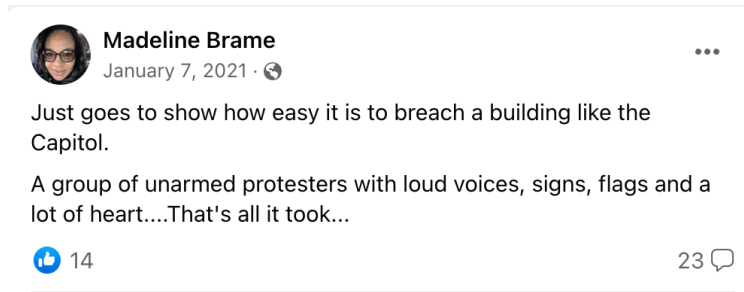 Madeline Brame
January 7, 2021 ·
Just goes to show how easy it is to breach a building like the
Capitol.
A group of unarmed protesters with loud voices, signs, flags and a
lot of heart....That's all it took...
14
23